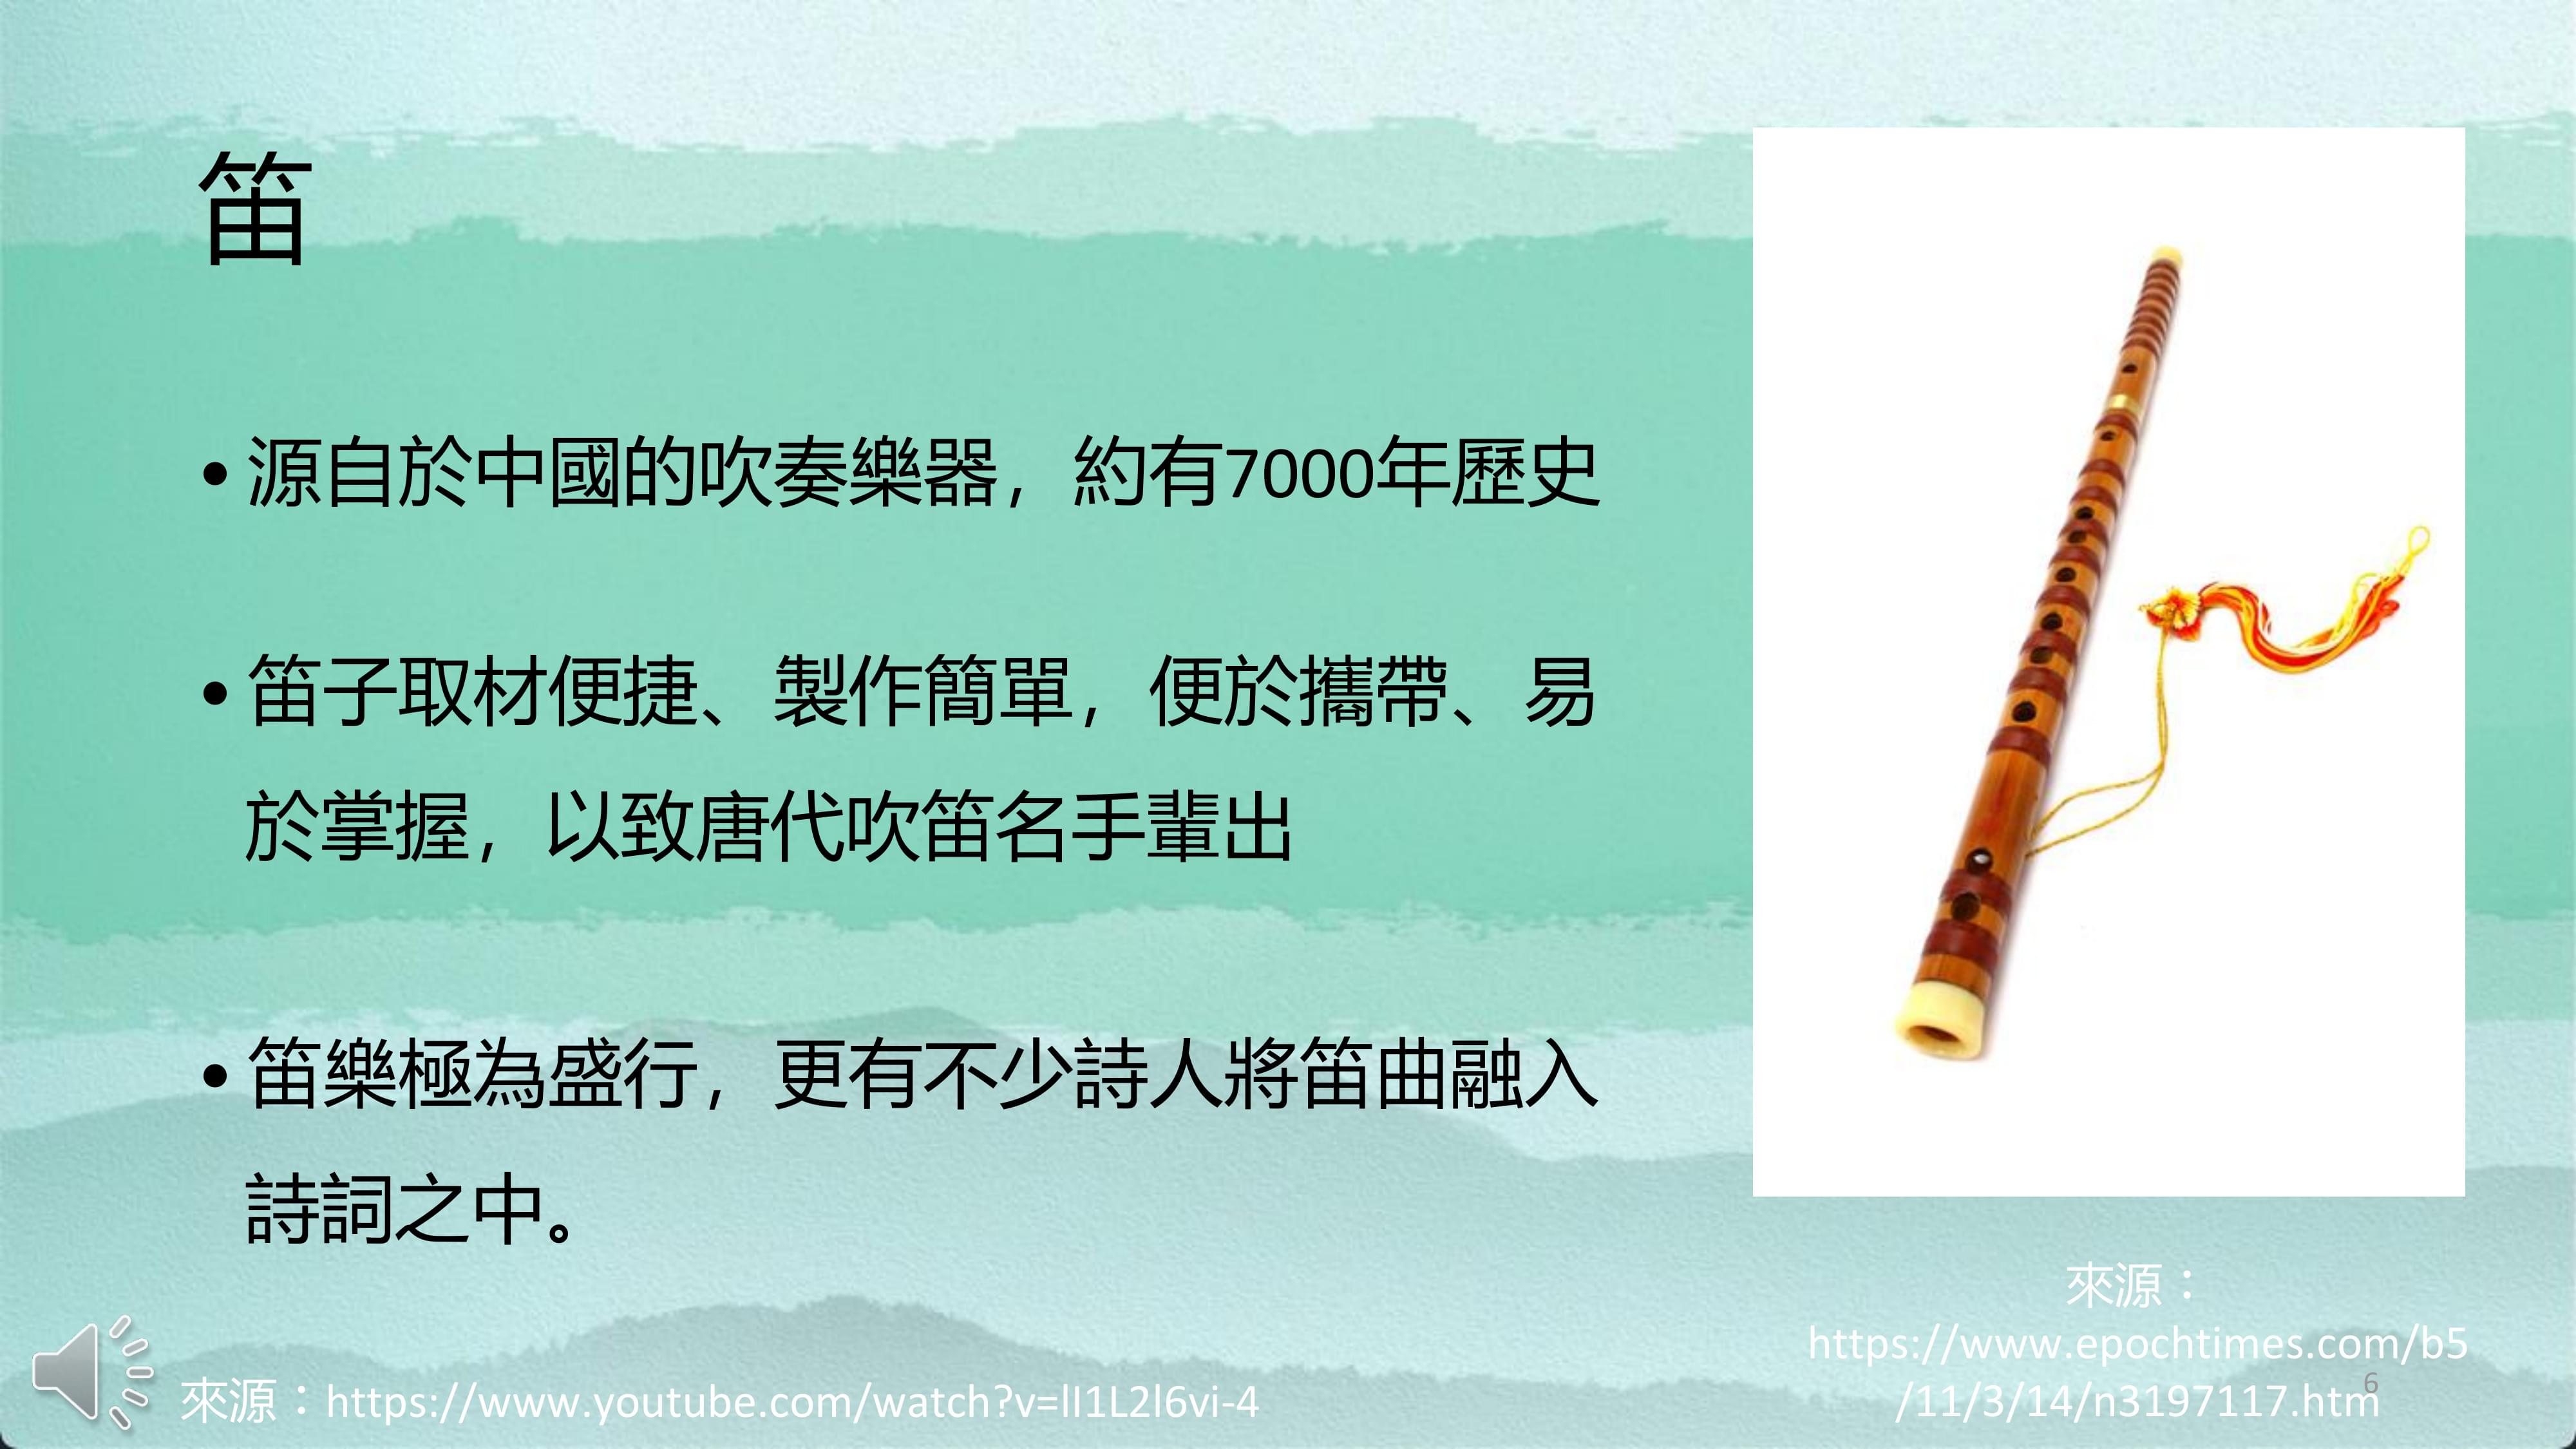 笛
• 源自於中國的吹奏樂器，約有7000年歷史
• 笛子取材便捷、製作簡單，便於攜帶、易
於掌握，以致唐代吹笛名手輩出
• 笛樂極為盛行，更有不少詩人將笛曲融入
詩詞之中。
來源：
https://www.epochtimes.com/b5
/11/3/14/n3197117.htm
6
來源：https://www.youtube.com/watch?v=lI1L2l6vi-4